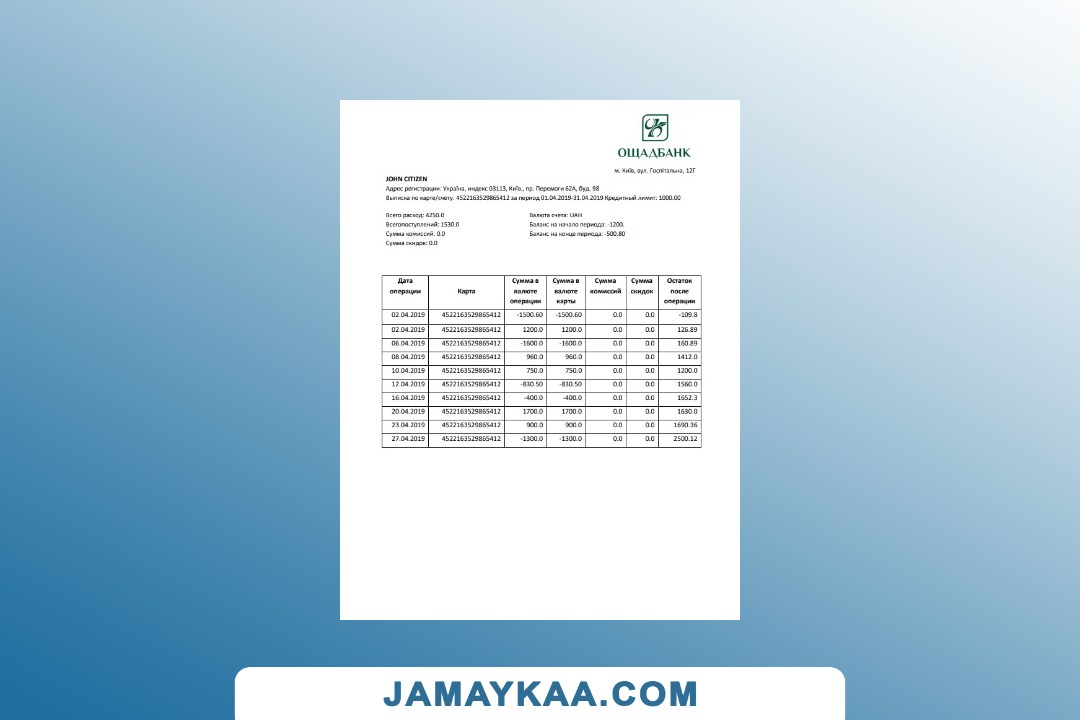 ОЩАДБАНК
м. Київ, вул. Госпітальна, 12Г
JOHN CITIZEN
Адрес регистрации: Україна, индекс 03113, Київ., пр. Перемоги 62А, буд. 98
Выписка по карте/счету: 4522163529865412 за период 01.04.2019-31.04.2019 Кредитный лимит: 1000.00
Всего расход: 4250.0 Валюта счета: UAH
Всегопоступлений: 1530.0 Баланс на начало периода: -1200.
Сумма комиссий: 0.0 Баланс на конце периода: -500.80
Сумма скидок: 0.0
Дата операции Карта Сумма в валюте операции Сумма в валюте карты Сумма комиссий Сумма скидок Остаток после операции
02.04.2019 4522163529865412 -1500.60 -1500.60 0.0 0.0 -109.8
02.04.2019 4522163529865412 1200.0 1200.0 0.0 0.0 126.89
06.04.2019 4522163529865412 -1600.0 -1600.0 0.0 0.0 160.89
08.04.2019 4522163529865412 960.0 960.0 0.0 0.0 1412.0
10.04.2019 4522163529865412 750.0 750.0 0.0 0.0 1200.0
12.04.2019 4522163529865412 -830.50 -830.50 0.0 0.0 1560.0
16.04.2019 4522163529865412 -400.0 -400.0 0.0 0.0 1652.3
20.04.2019 4522163529865412 1700.0 1700.0 0.0 0.0 1630.0
23.04.2019 4522163529865412 900.0 900.0 0.0 0.0 1690.36
27.04.2019 4522163529865412 -1300.0 -1300.0 0.0 0.0 2500.12
JAMAYKAA.COM